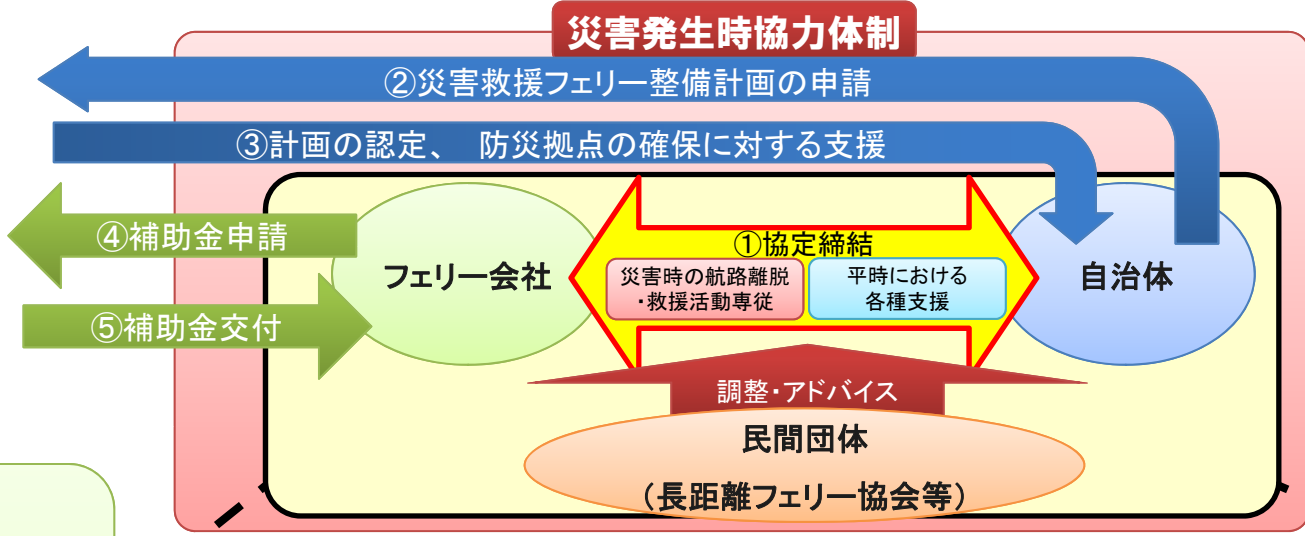 災害発生時協力体制
②災害救援フェリー整備計画の申請
③計画の認定、　防災拠点の確保に対する支援
④補助金申請
⑤補助金交付
フェリー会社
①協定締結
災害時の航路離脱
・救援活動専従
平時における
各種支援
自治体
調整・アドバイス
民間団体
（長距離フェリー協会等）